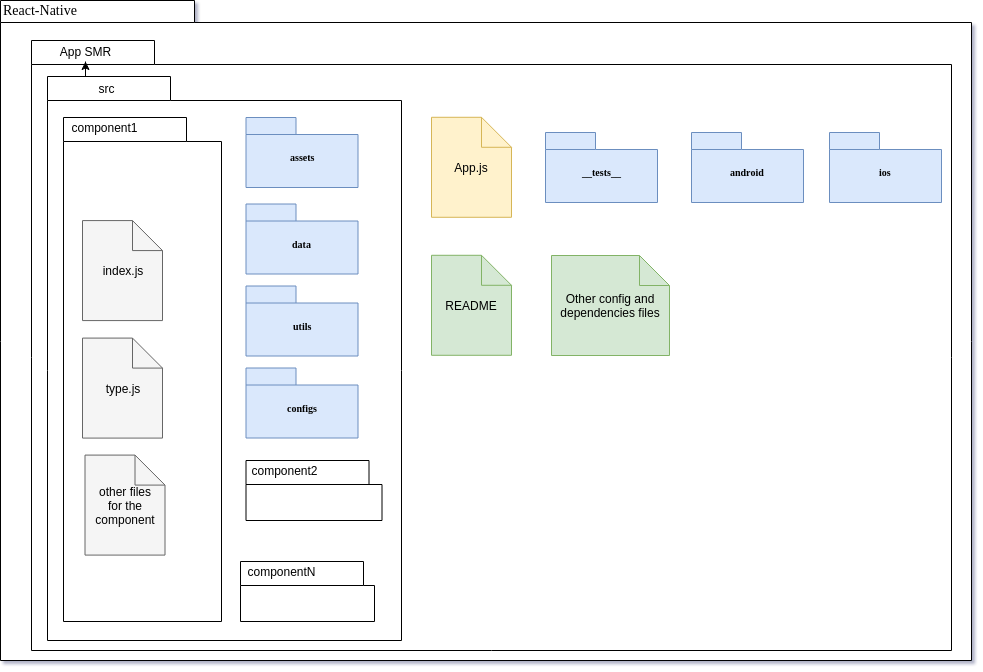 React-Native
App SMR
src
component1
index.js
type.js
other files
for the
component
assets
data
utils
configs
component2
componentN
App.js
__tests__
android
ios
README
Other config and
dependencies files